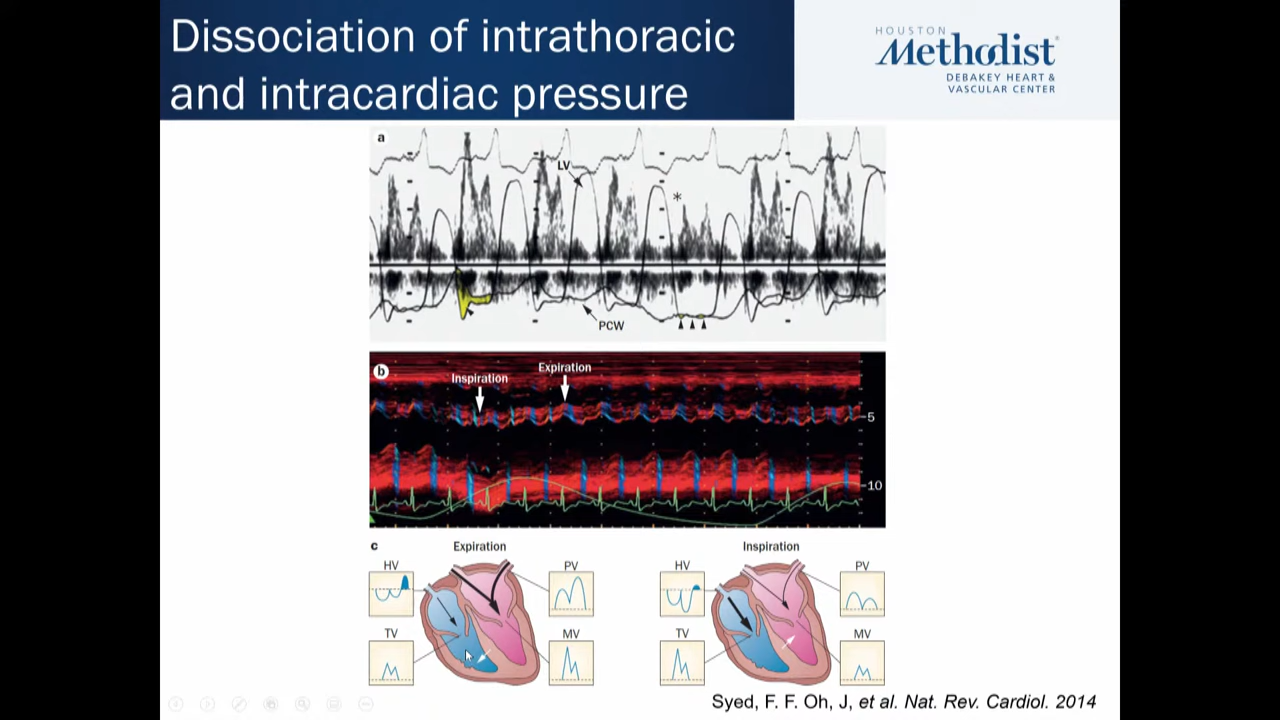 Dissociation of intrathoracic
and intracardiac pressure
HOUSTON
Methodist
DEBAKEY HEART &
VASCULAR CENTER
a
LV
*
PCW
b
Inspiration
Expiration
5
10
c
Expiration
Inspiration
HV
PV
HV
PV
TV
MV
TV
MV
Syed, F. F. Oh, J, et al. Nat. Rev. Cardiol. 2014